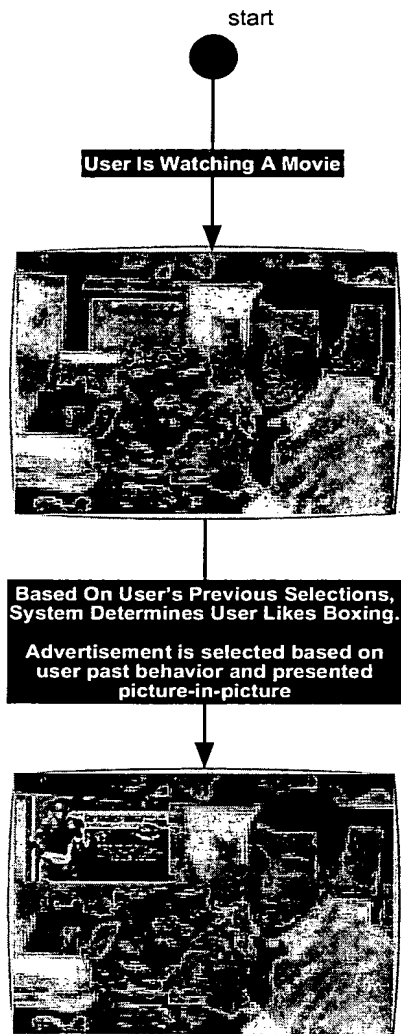 start
User Is Watching A Movie
Based On User's Previous Selections,
System Determines User Likes Boxing.
Advertisement is selected based on
user past behavior and presented
picture-in-picture